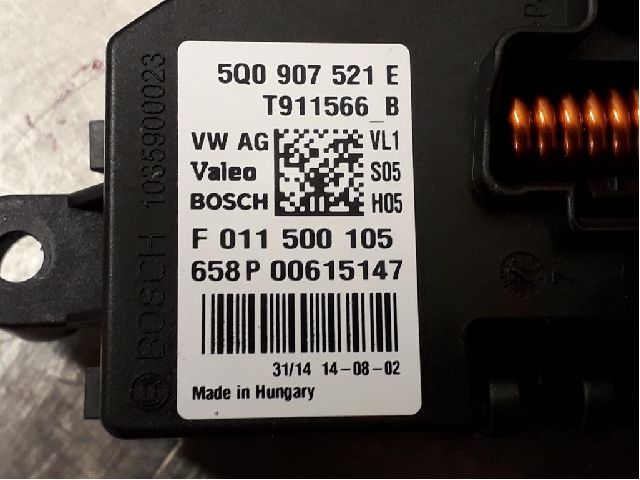 5Q0 907 521 E
T911566_B
VW AG VL1
Valeo S05
BOSCH H05
F 011 500 105
658P 00615147
31/14 14-08-02
Made in Hungary
BOSCH 1035900023